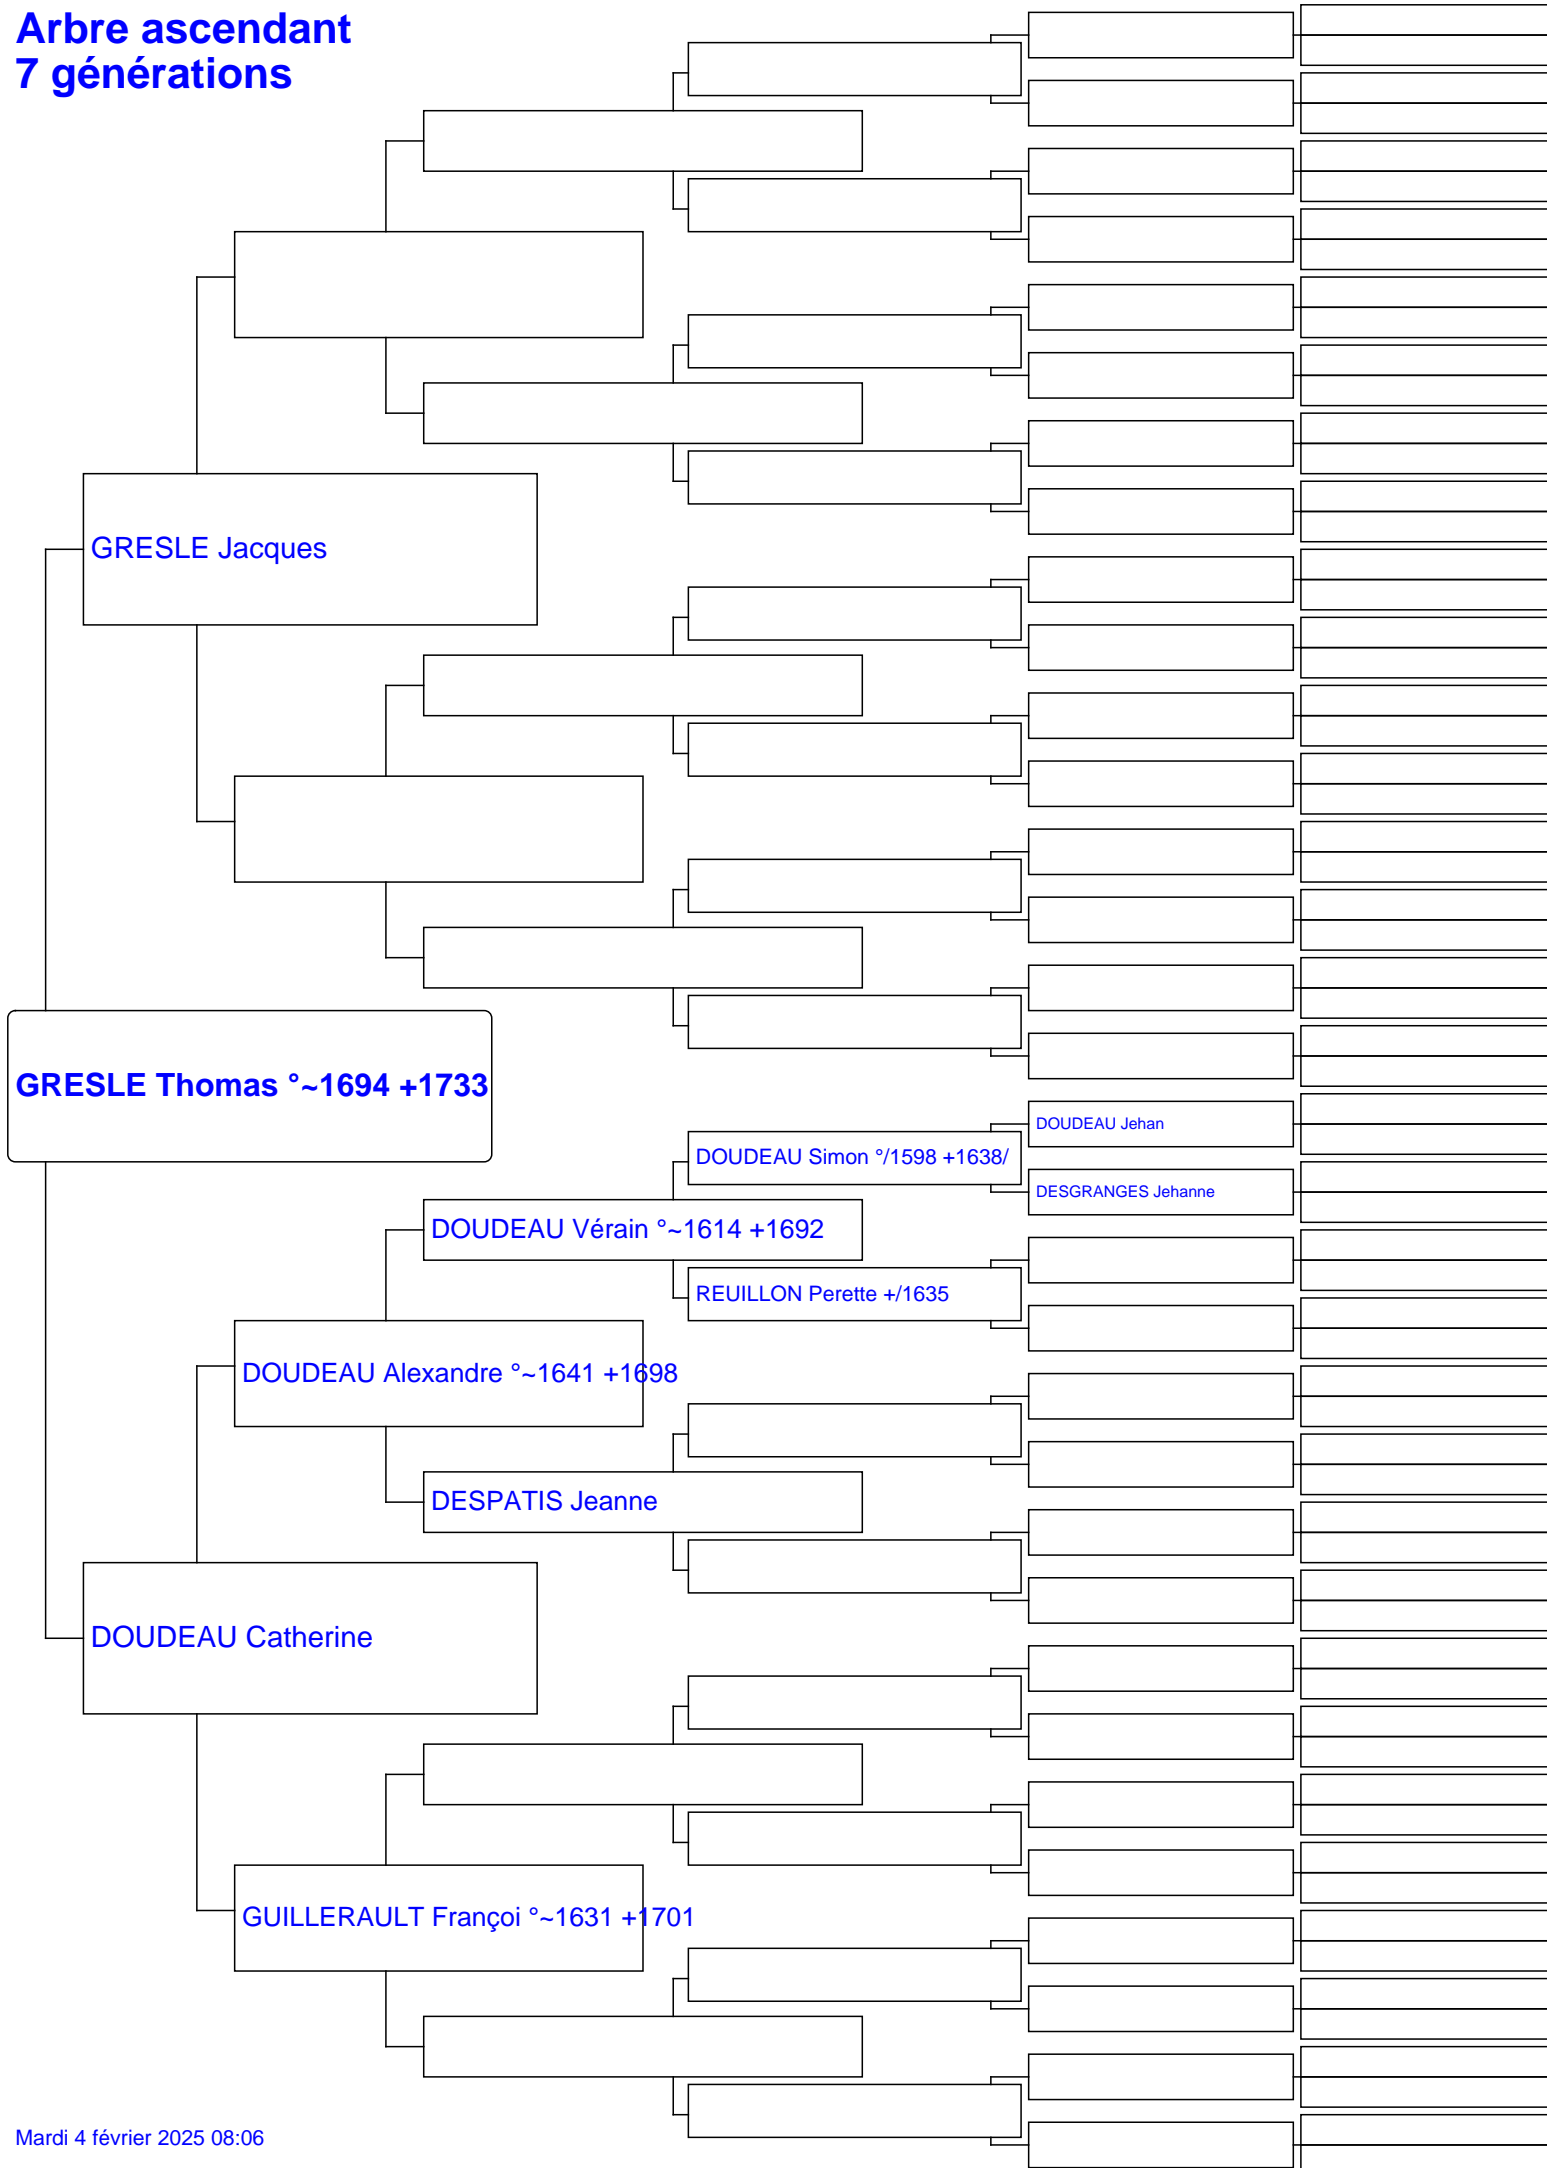 Arbre ascendant
7 générations
GRESLE Jacques
GRESLE Thomas °~1694 +1733
DOUDEAU Jehan
DOUDEAU Simon °/1598 +1638/
DESGRANGES Jehanne
DOUDEAU Vérain °~1614 +1692
REUILLON Perette +/1635
DOUDEAU Alexandre °~1641 +1698
DESPATIS Jeanne
DOUDEAU Catherine
GUILLERAULT Françoi °~1631 +1701
Mardi 4 février 2025 08:06